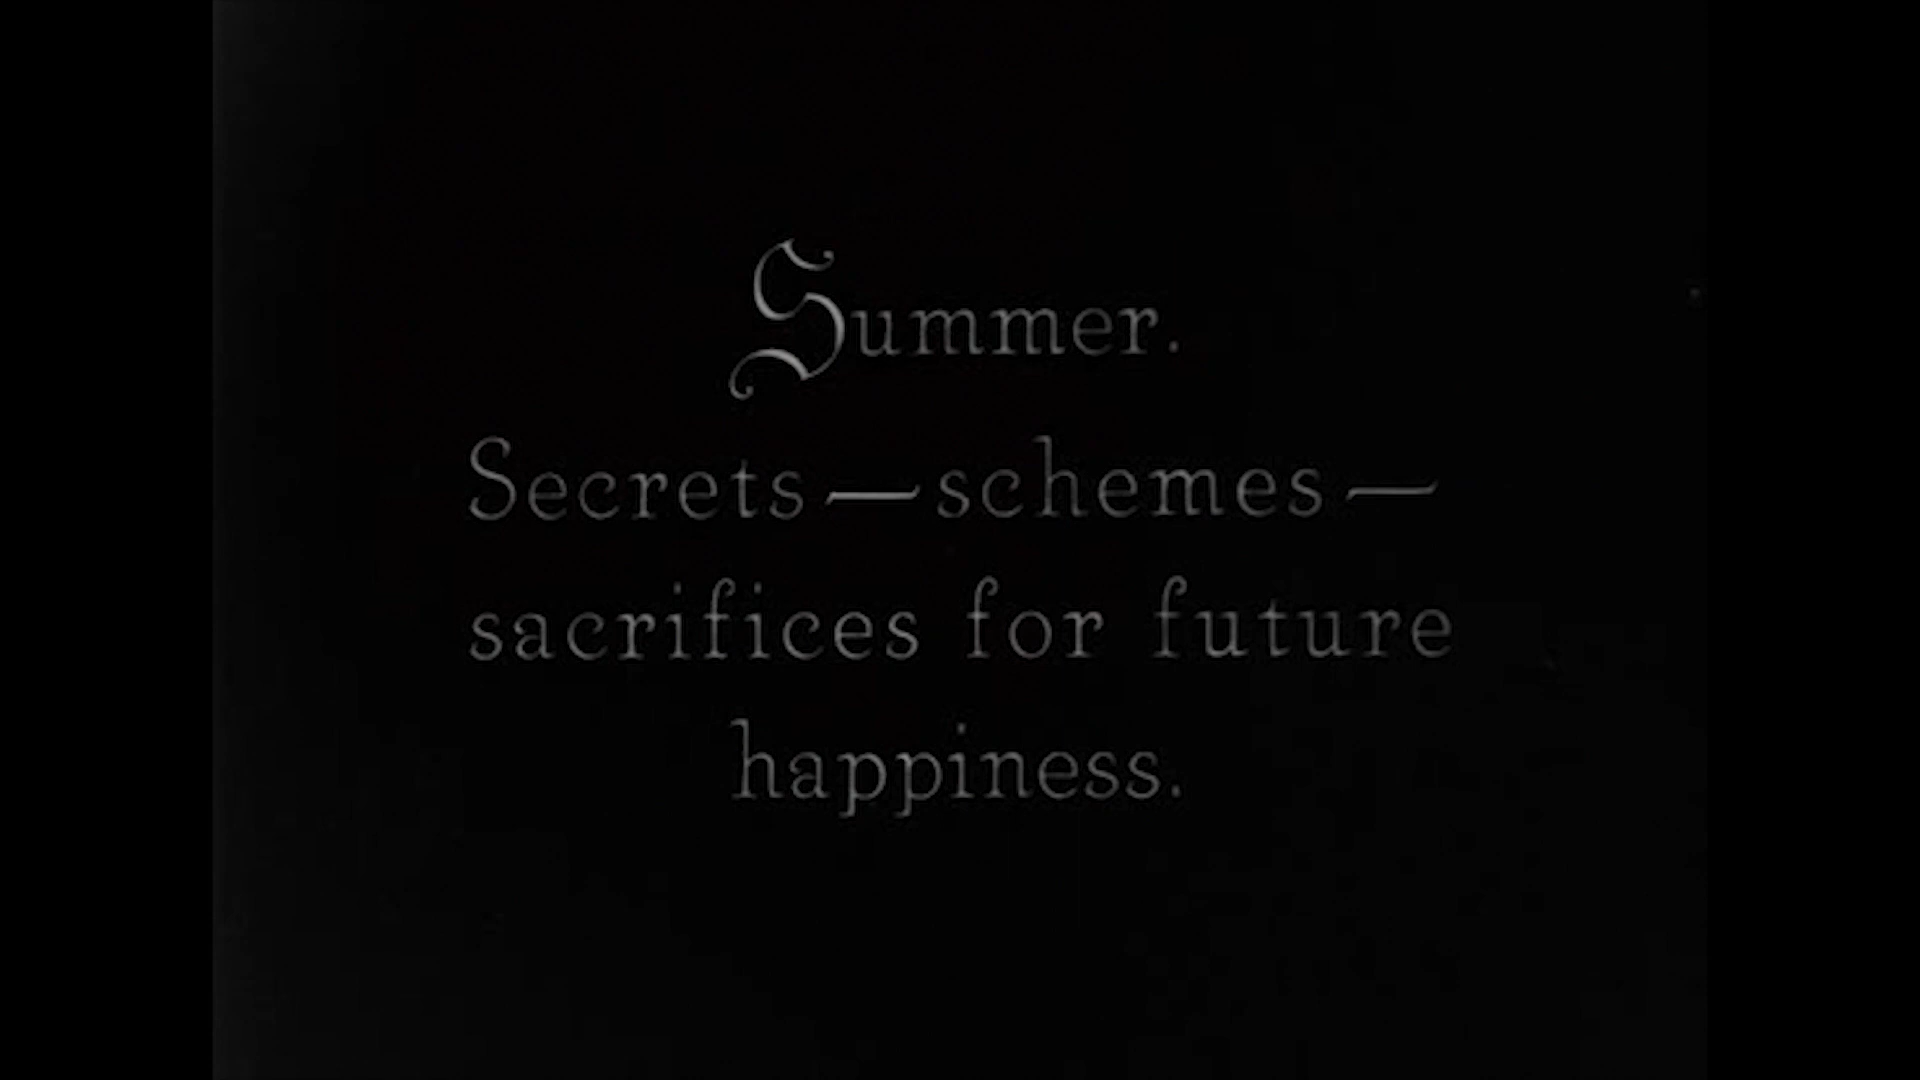 Summer.
Secrets—schemes—
sacrifices for future
happiness.